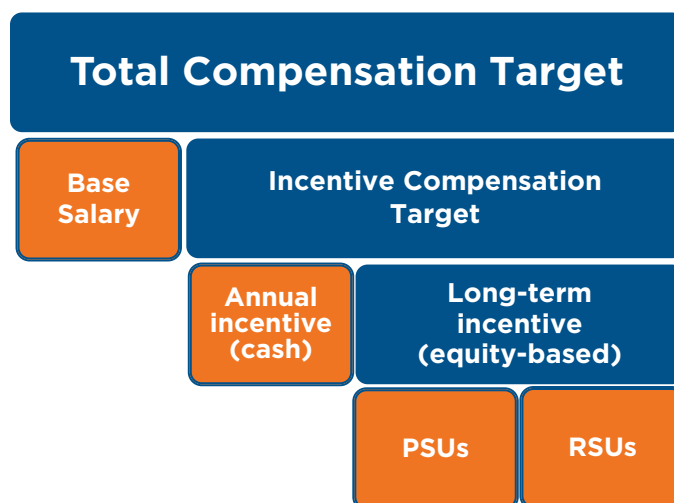 Total Compensation Target
Base
Salary
Incentive Compensation
Target
Annual
incentive
(cash)
Long-term
incentive
(equity-based)
PSUs
RSUs